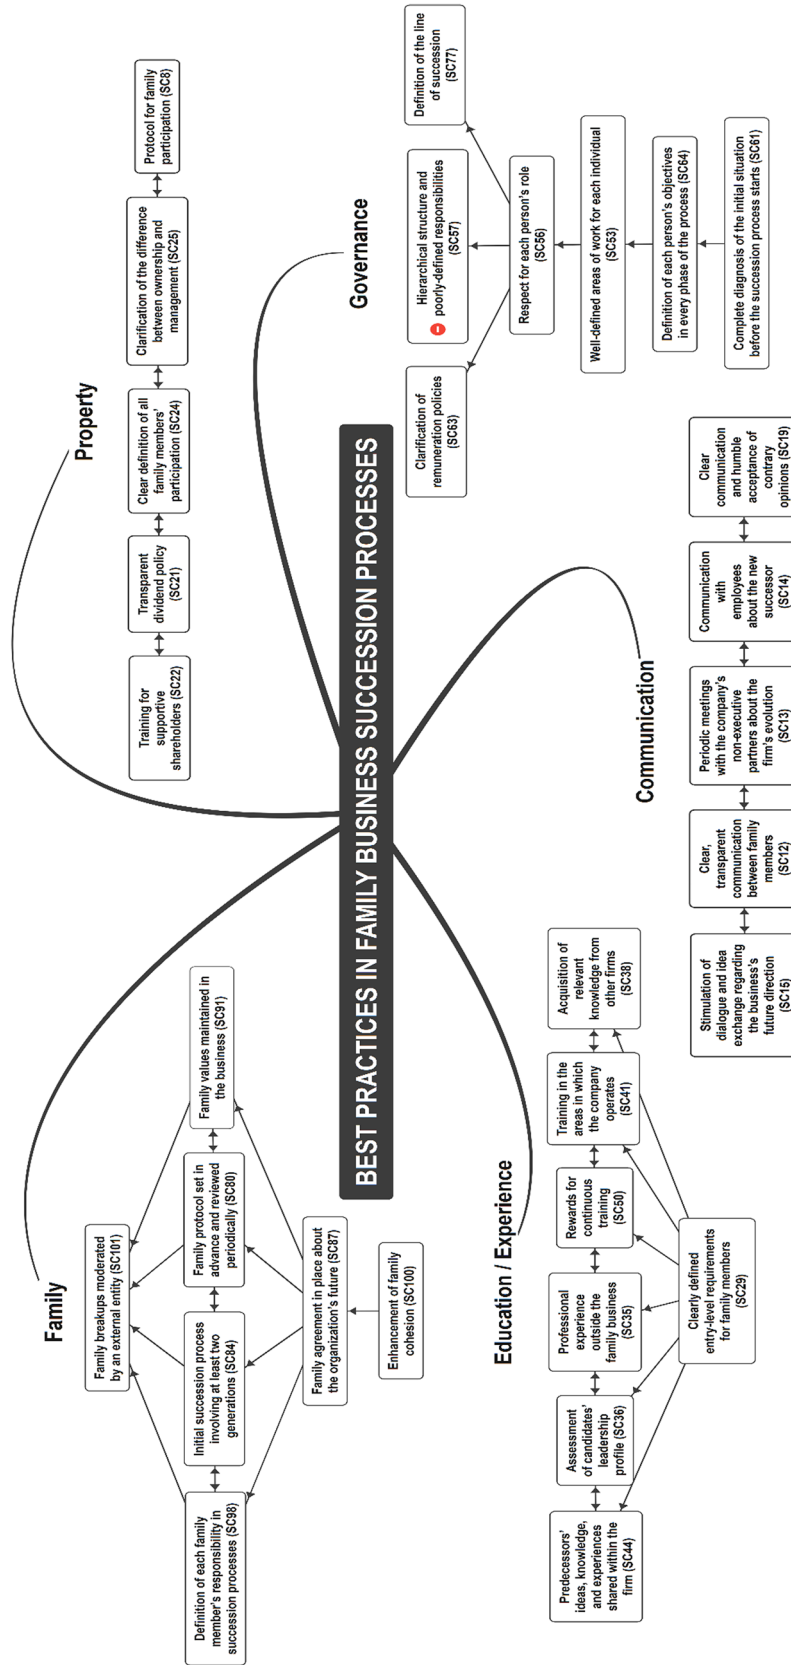 BEST PRACTICES IN FAMILY BUSINESS SUCCESSION PROCESSES
Family
Family breakups moderated
by an external entity (SC101)
Definition of each family
member's responsibility in
succession processes (SC98)
Initial succession process
involving at least two
generations (SC84)
Family protocol set in
advance and reviewed
periodically (SC80)
Family values maintained in
the business (SC91)
Family agreement in place about
the organization's future (SC87)
Enhancement of family
cohesion (SC100)
Property
Training for
supportive
shareholders (SC22)
Transparent
dividend policy
(SC21)
Clear definition of all
family members'
participation (SC24)
Clarification of the difference
between ownership and
management (SC25)
Protocol for family
participation (SC8)
Governance
Clarification of
remuneration policies
(SC63)
Hierarchical structure and
poorly-defined responsibilities
(SC57)
Definition of the line
of succession
(SC77)
Respect for each person's role
(SC56)
Well-defined areas of work for each individual
(SC53)
Definition of each person's objectives
in every phase of the process (SC64)
Complete diagnosis of the initial situation
before the succession process starts (SC61)
Education / Experience
Predecessors'
ideas, knowledge,
and experiences
shared within the
firm (SC44)
Assessment
of candidates'
leadership
profile (SC36)
Professional
experience
outside the
family business
(SC35)
Rewards for
continuous
training
(SC50)
Training in the
areas in which
the company
operates
(SC41)
Acquisition of
relevant
knowledge from
other firms
(SC38)
Clearly defined
entry-level requirements
for family members
(SC29)
Communication
Stimulation of
dialogue and idea
exchange regarding
the business's
future direction
(SC15)
Clear,
transparent
communication
between family
members
(SC12)
Periodic meetings
with the company's
non-executive
partners about the
firm's evolution
(SC13)
Communication
with
employees
about the new
successor
(SC14)
Clear
communication
and humble
acceptance of
contrary
opinions (SC19)